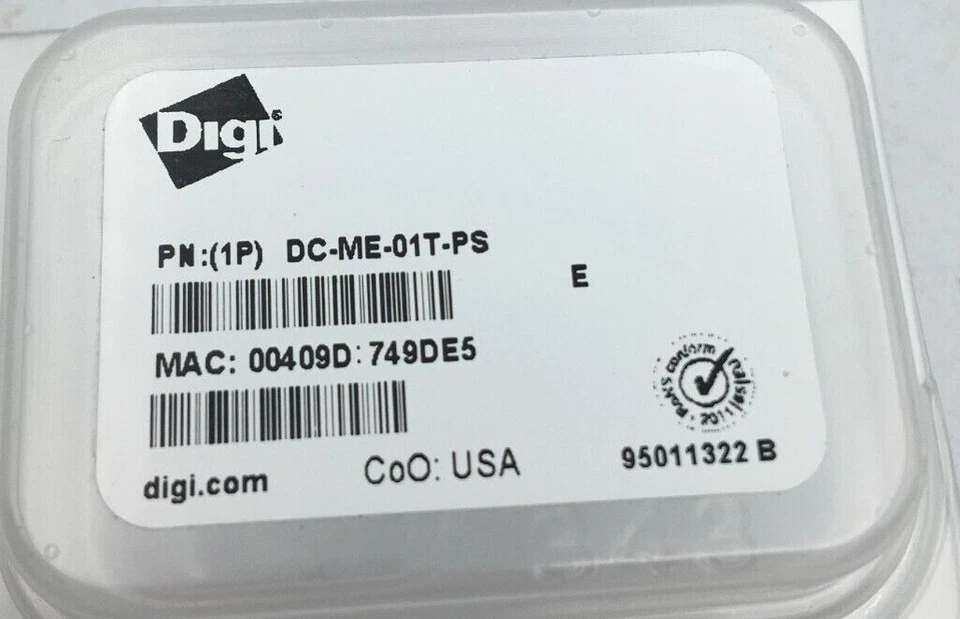 Digi®
PN:(1P) DC-ME-01T-PS
E
MAC: 00409D:749DE5
RoHS conform
2011
digi.com
CoO: USA
95011322 B